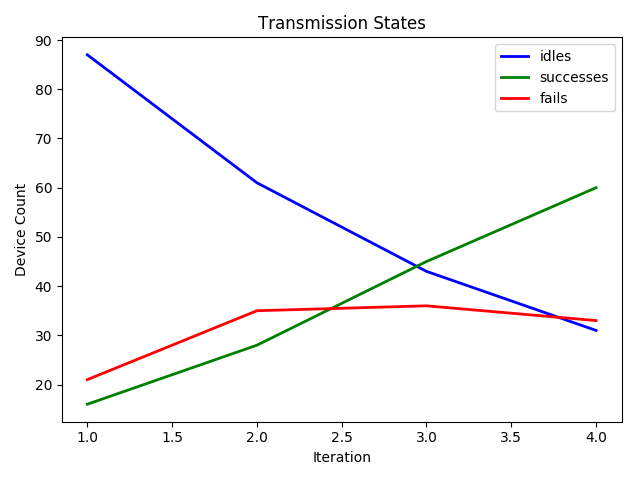 Transmission States
idles
successes
fails
Device Count
90
80
70
60
50
40
30
20
1.0 1.5 2.0 2.5 3.0 3.5 4.0
Iteration